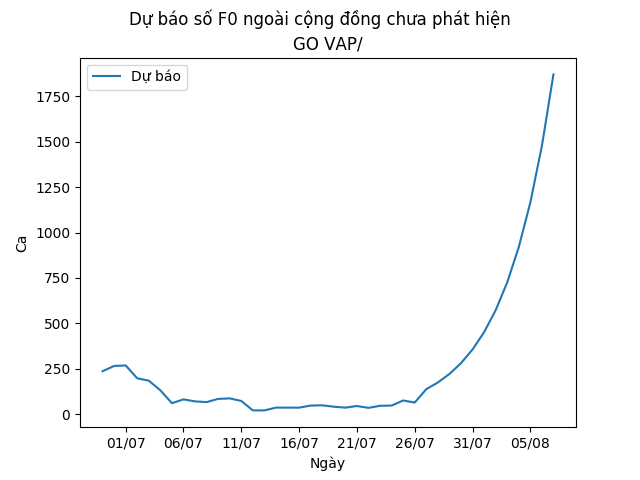 Dự báo số F0 ngoài cộng đồng chưa phát hiện
GO VAP/
Dự báo
1750
1500
1250
1000
750
500
250
0
Ca
01/07 06/07 11/07 16/07 21/07 26/07 31/07 05/08
Ngày